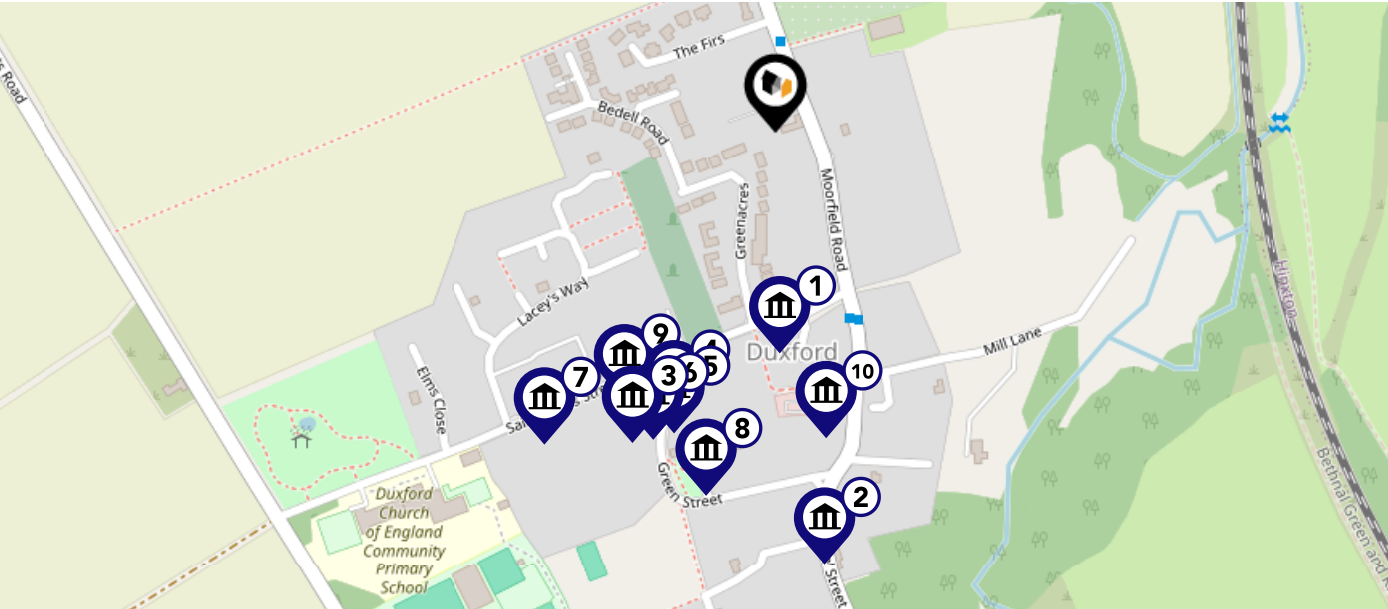 The Firs
Bedell Road
Road
Moorfield Road
Greenacres
Lacey's Way
Elms Close
1
9
4
5
6
3
7
10
8
2
Duxford
Mill Lane
Hinxton
Green Street
Street
Duxford
Church
of England
Community
Primary
School
Bethnal Green and